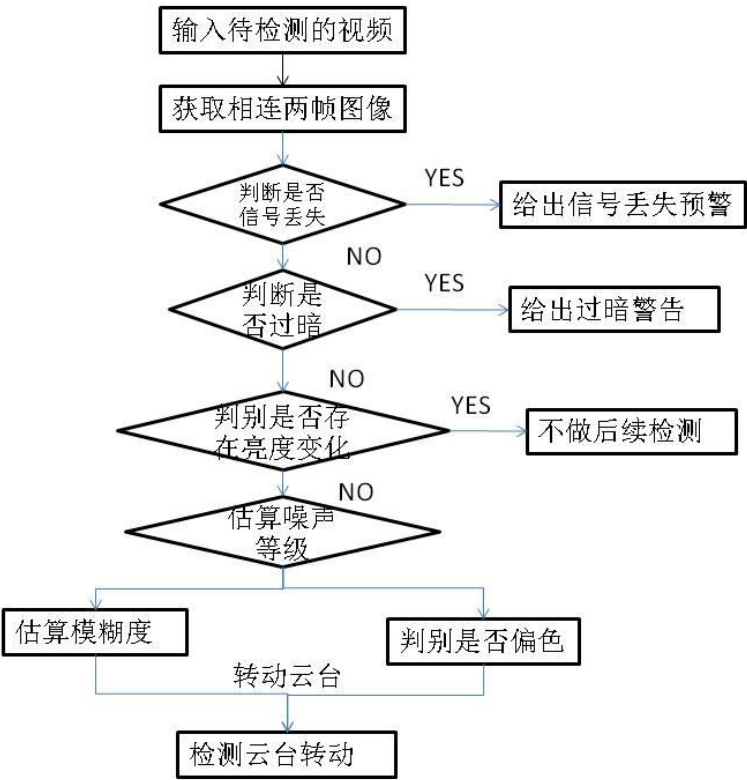 输入待检测的视频
获取相连两帧图像
判断是否
信号丢失
YES
给出信号丢失预警
NO
判断是
否过暗
YES
给出过暗警告
NO
判别是否存
在亮度变化
YES
不做后续检测
NO
估算噪声
等级
估算模糊度
判别是否偏色
转动云台
检测云台转动